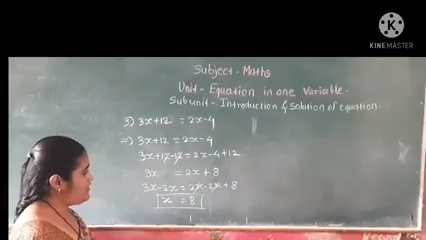 KINEMASTER
Subject - Maths
Unit - Equation in one variable.
Subunit - Introduction & Solution of equation.
3) 3x+12 = 2x-4
=> 3x+12 = 2x-4
3x+12-12=2x-4+12
3x = 2x+8
3x-2x=2x-2x+8
x = 8